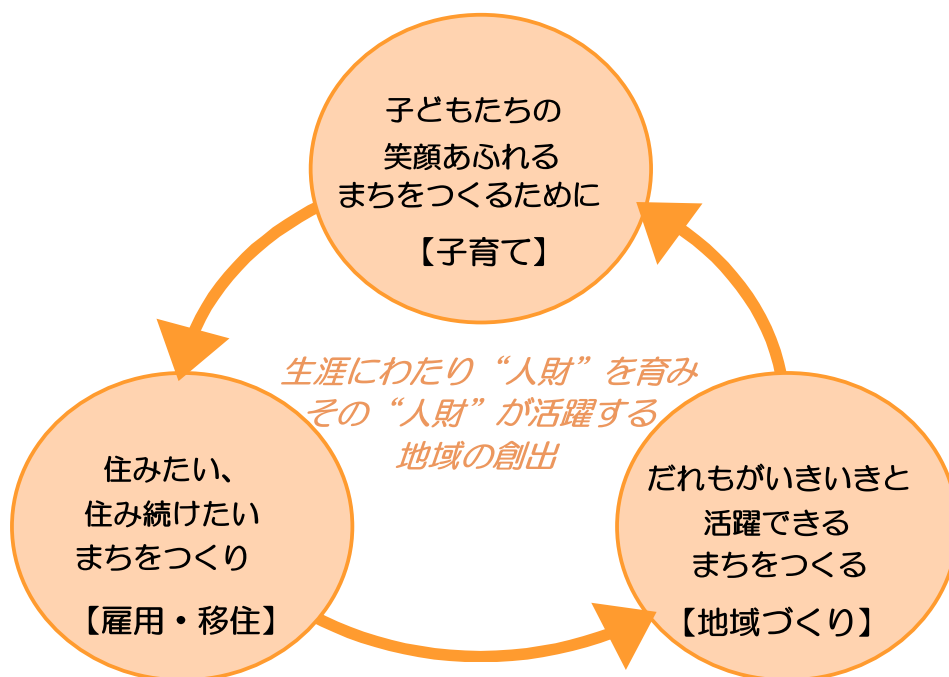 子どもたちの
笑顔あふれる
まちをつくるために
【子育て】
生涯にわたり“人財”を育み
その“人財”が活躍する
地域の創出
住みたい、
住み続けたい
まちをつくり
【雇用・移住】
だれもがいきいきと
活躍できる
まちをつくる
【地域づくり】